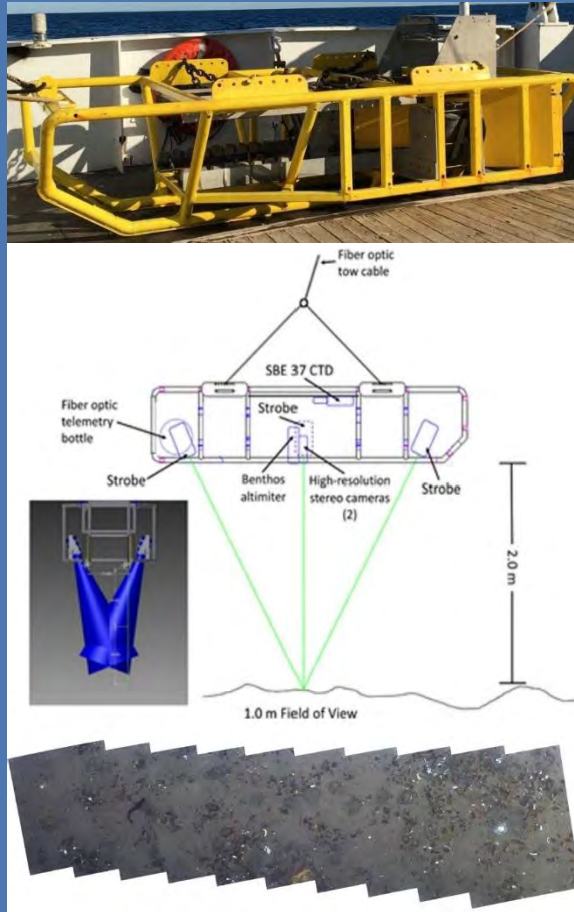 Fiber optic
tow cable
SBE 37 CTD
Strobe
Fiber optic
telemetry
bottle
Strobe
Benthos
altimiter
High-resolution
stereo cameras
(2)
Strobe
2.0 m
1.0 m Field of View